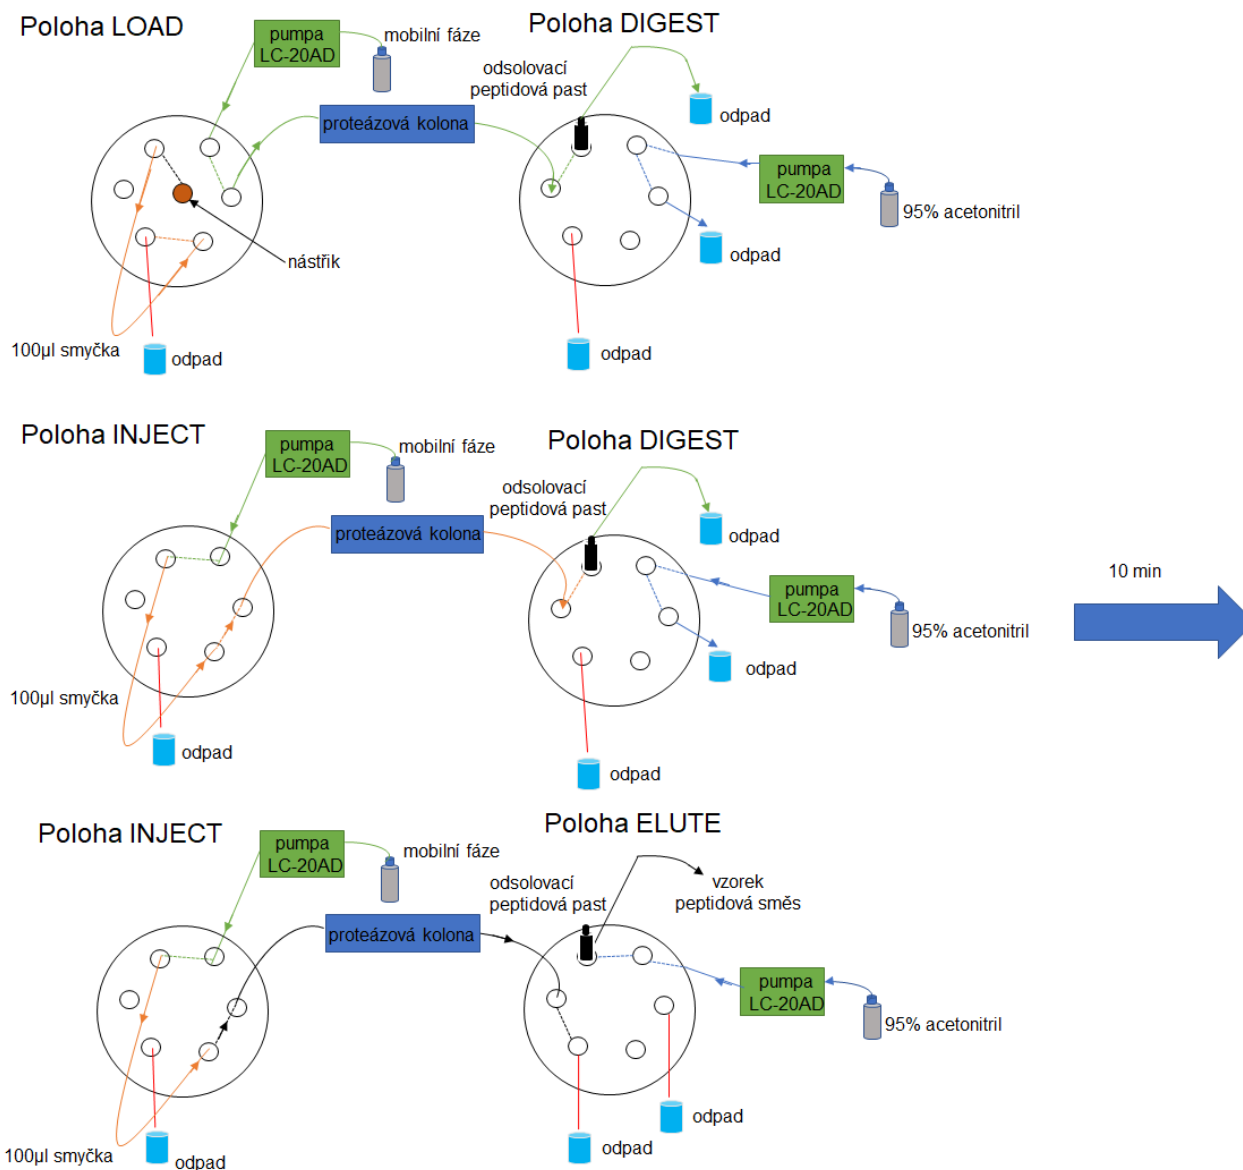 Poloha LOAD
pumpa
LC-20AD
mobilní fáze
Poloha DIGEST
odsolovací
peptidová past
odpad
proteázová kolona
pumpa
LC-20AD
95% acetonitril
odpad
nástřik
100µl smyčka
odpad
odpad
Poloha INJECT
pumpa
LC-20AD
mobilní fáze
Poloha DIGEST
odsolovací
peptidová past
odpad
proteázová kolona
10 min
pumpa
LC-20AD
95% acetonitril
odpad
100µl smyčka
odpad
odpad
Poloha INJECT
pumpa
LC-20AD
mobilní fáze
Poloha ELUTE
odsolovací
peptidová past
vzorek
peptidová směs
proteázová kolona
pumpa
LC-20AD
95% acetonitril
odpad
100µl smyčka
odpad
odpad